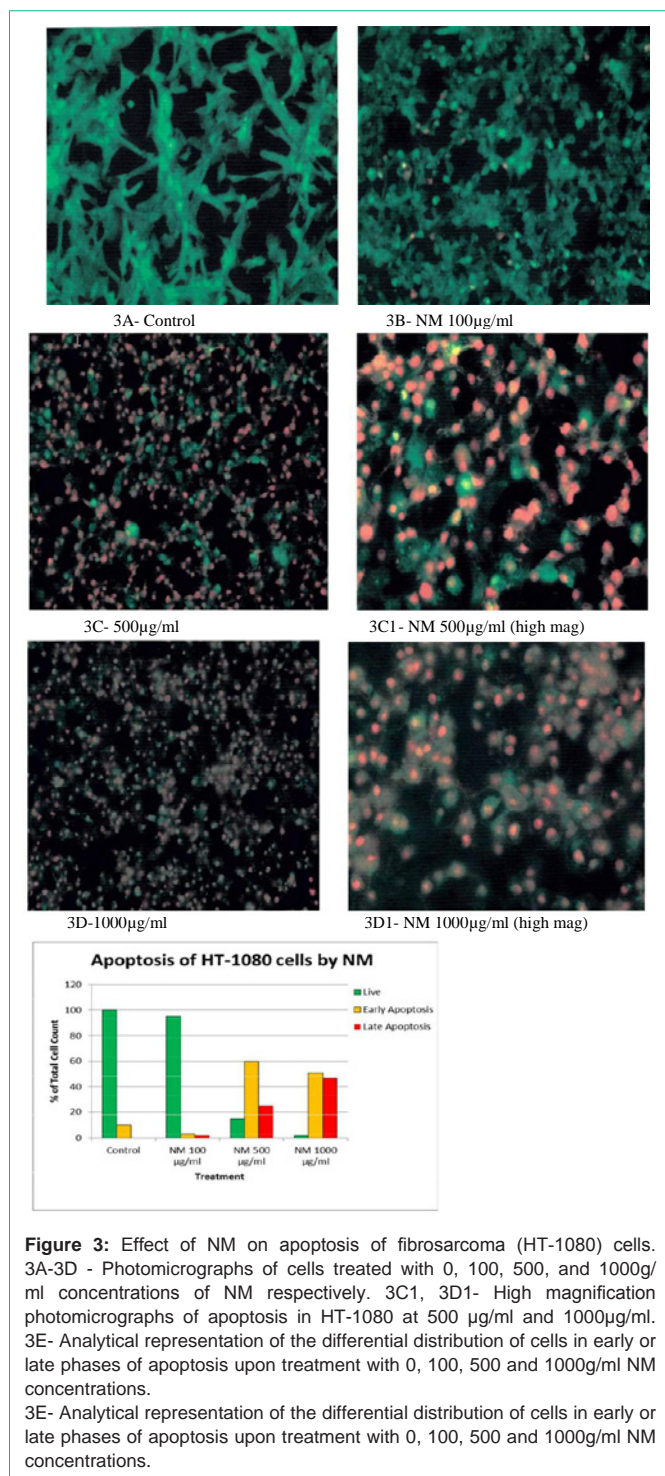 3A- Control
3B- NM 100µg/ml
3C- 500µg/ml
3C1- NM 500µg/ml (high mag)
3D-1000µg/ml
3D1- NM 1000µg/ml (high mag)
Apoptosis of HT-1080 cells by NM
% of Total Cell Count
120
100
80
60
40
20
0
Control
NM 100
µg/ml
NM 500
µg/ml
NM 1000
µg/ml
Treatment
Live
Early Apoptosis
Late Apoptosis
Figure 3: Effect of NM on apoptosis of fibrosarcoma (HT-1080) cells.
3A-3D - Photomicrographs of cells treated with 0, 100, 500, and 1000g/
ml concentrations of NM respectively. 3C1, 3D1- High magnification
photomicrographs of apoptosis in HT-1080 at 500 µg/ml and 1000µg/ml.
3E- Analytical representation of the differential distribution of cells in early or
late phases of apoptosis upon treatment with 0, 100, 500 and 1000g/ml NM
concentrations.
3E- Analytical representation of the differential distribution of cells in early or
late phases of apoptosis upon treatment with 0, 100, 500 and 1000g/ml NM
concentrations.